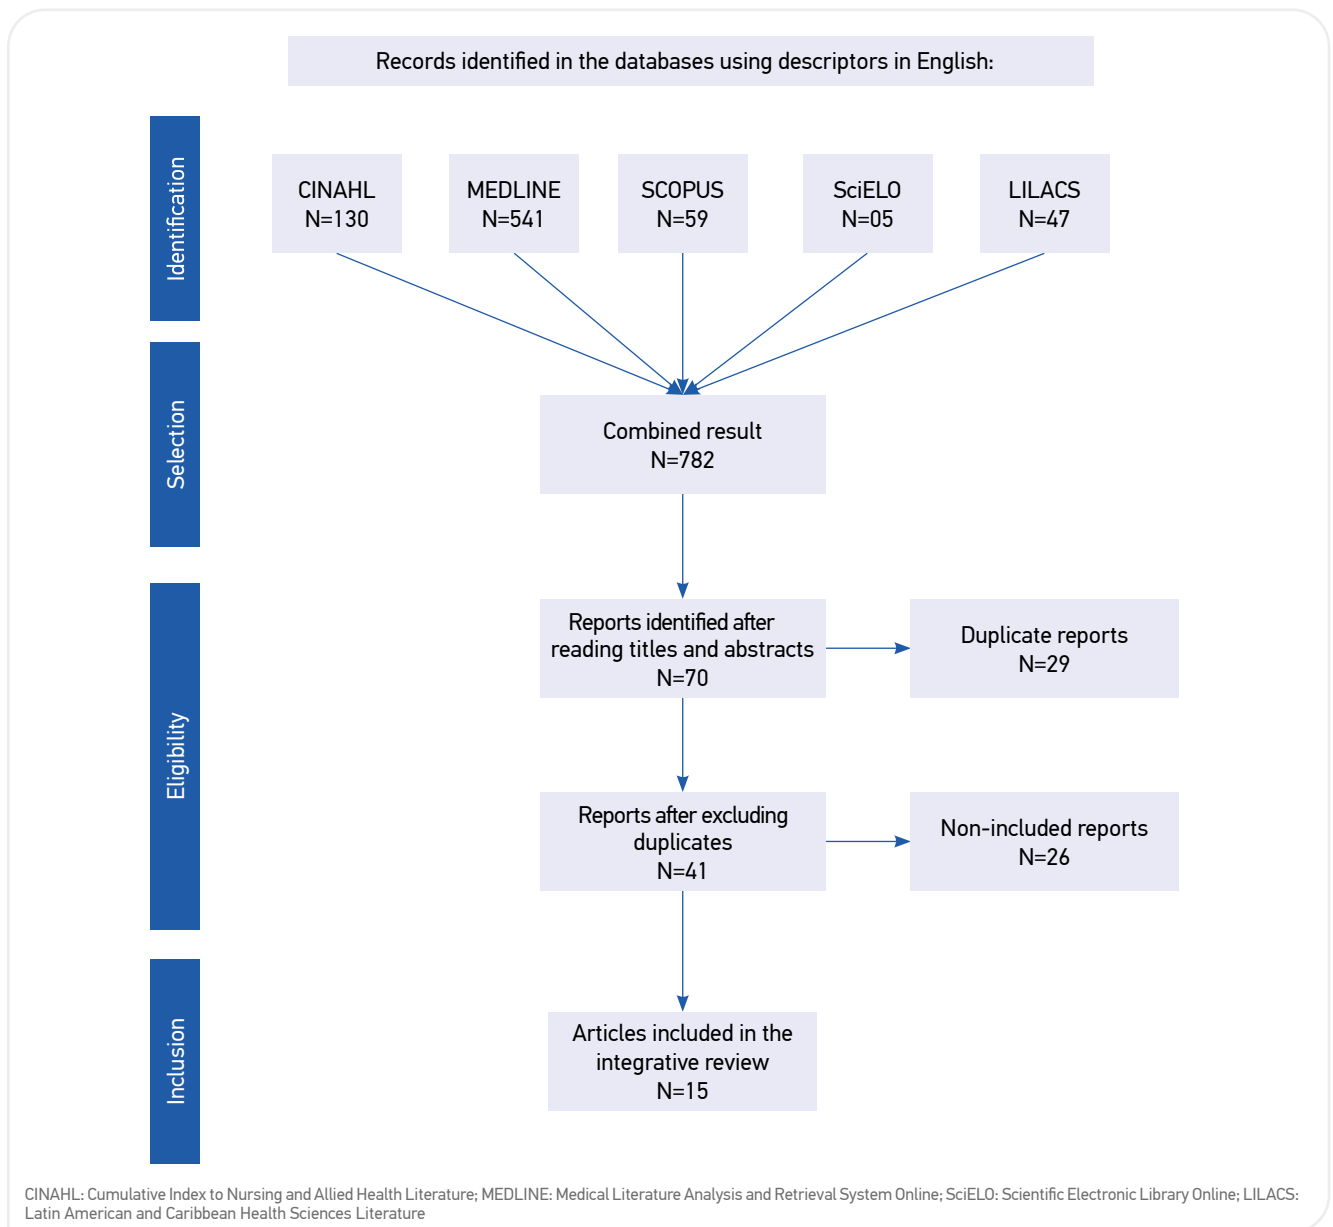 Records identified in the databases using descriptors in English:
Identification
CINAHL
N=130
MEDLINE
N=541
SCOPUS
N=59
SciELO
N=05
LILACS
N=47
Selection
Combined result
N=782
Eligibility
Reports identified after
reading titles and abstracts
N=70
Duplicate reports
N=29
Reports after excluding
duplicates
N=41
Non-included reports
N=26
Inclusion
Articles included in the
integrative review
N=15
CINAHL: Cumulative Index to Nursing and Allied Health Literature; MEDLINE: Medical Literature Analysis and Retrieval System Online; SciELO: Scientific Electronic Library Online; LILACS:
Latin American and Caribbean Health Sciences Literature